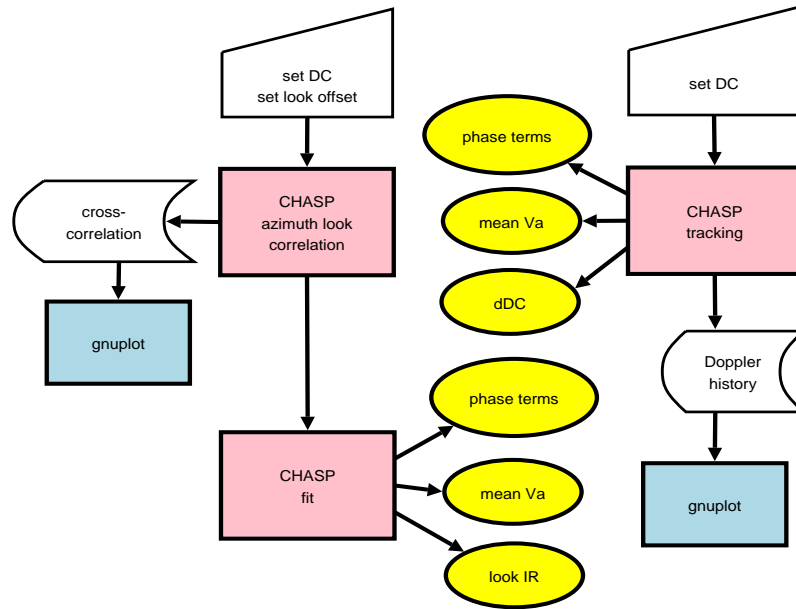 set DC
set look offset
CHASP
azimuth look
correlation
cross-
correlation
gnuplot
CHASP
fit
phase terms
mean Va
look IR
set DC
CHASP
tracking
phase terms
mean Va
dDC
Doppler
history
gnuplot